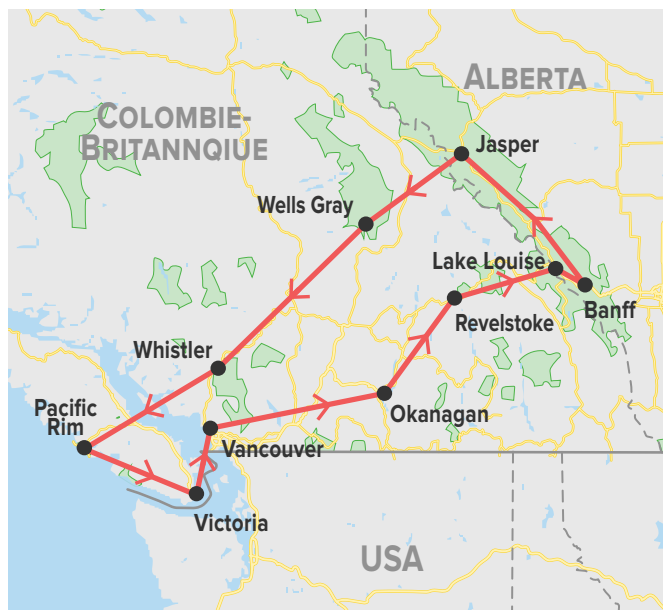 ALBERTA
COLOMBIE-
BRITANNQIUE
Jasper
Wells Gray
Lake Louise
Banff
Revelstoke
Whistler
Pacific
Rim
Okanagan
Vancouver
Victoria
USA